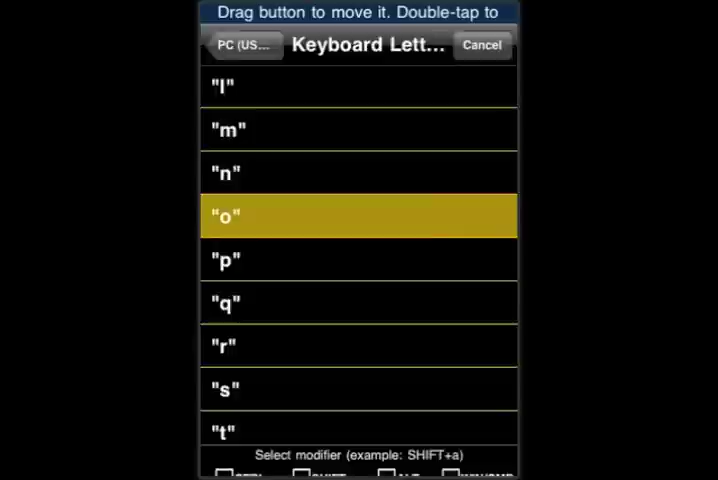 Drag button to move it. Double-tap to
PC (US... Keyboard Lett... Cancel
"l"
"m"
"n"
"o"
"p"
"q"
"r"
"s"
"t"
Select modifier (example: SHIFT+a)